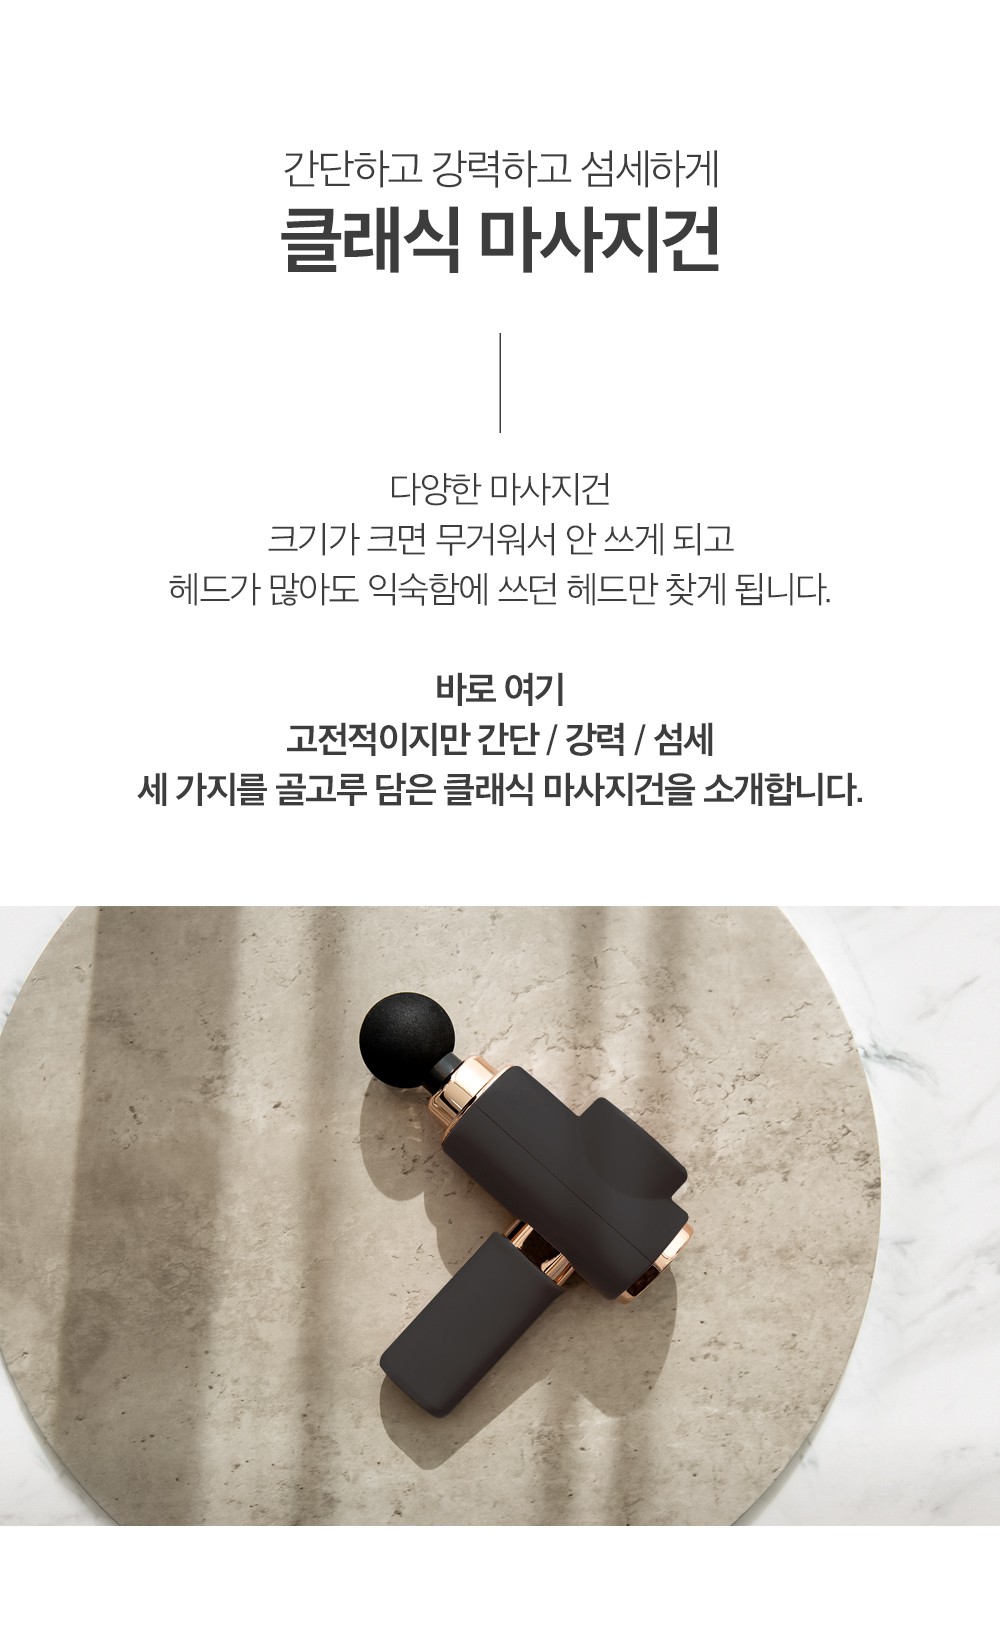 간단하고 강력하고 섬세하게
클래식 마사지건
다양한 마사지건
크기가 크면 무거워서 안 쓰게 되고
헤드가 많아도 익숙함에 쓰던 헤드만 찾게 됩니다.
바로 여기
고전적이지만 간단 / 강력 / 섬세
세 가지를 골고루 담은 클래식 마사지건을 소개합니다.